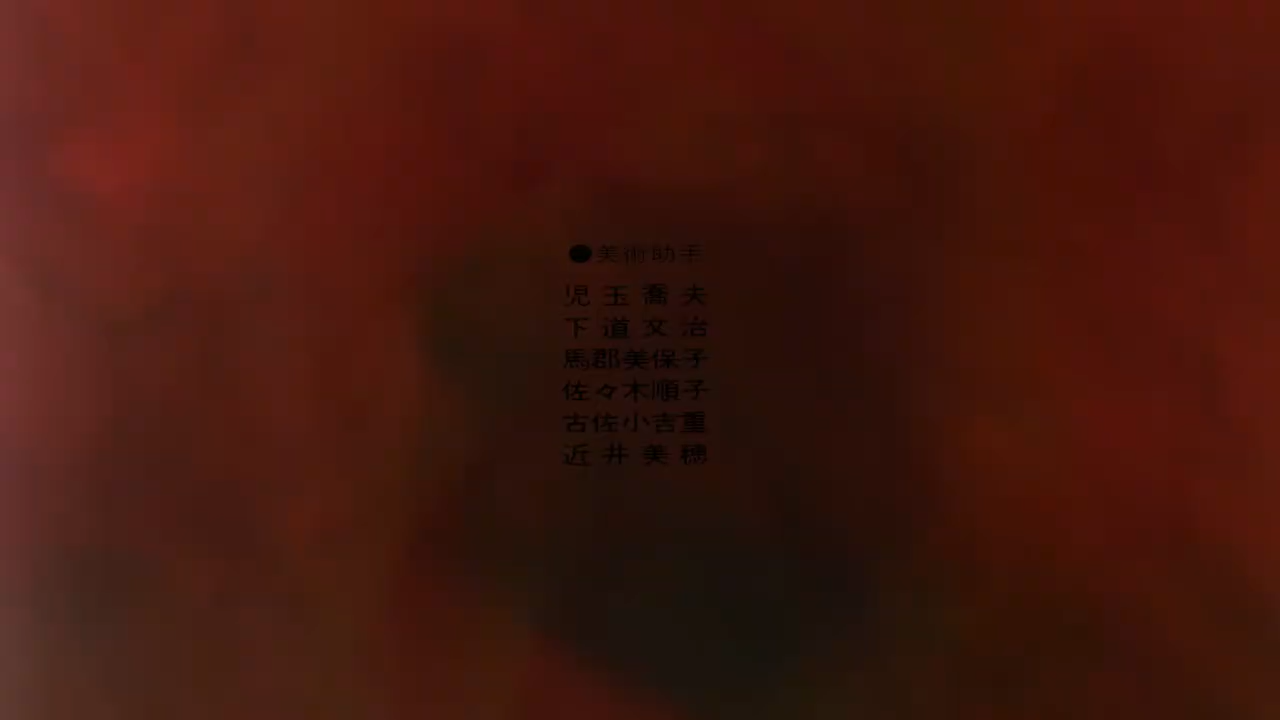 ●美術助手
児玉喬夫
下道文治
馬郡美保子
佐々木順子
古佐小吉重
近井美穂